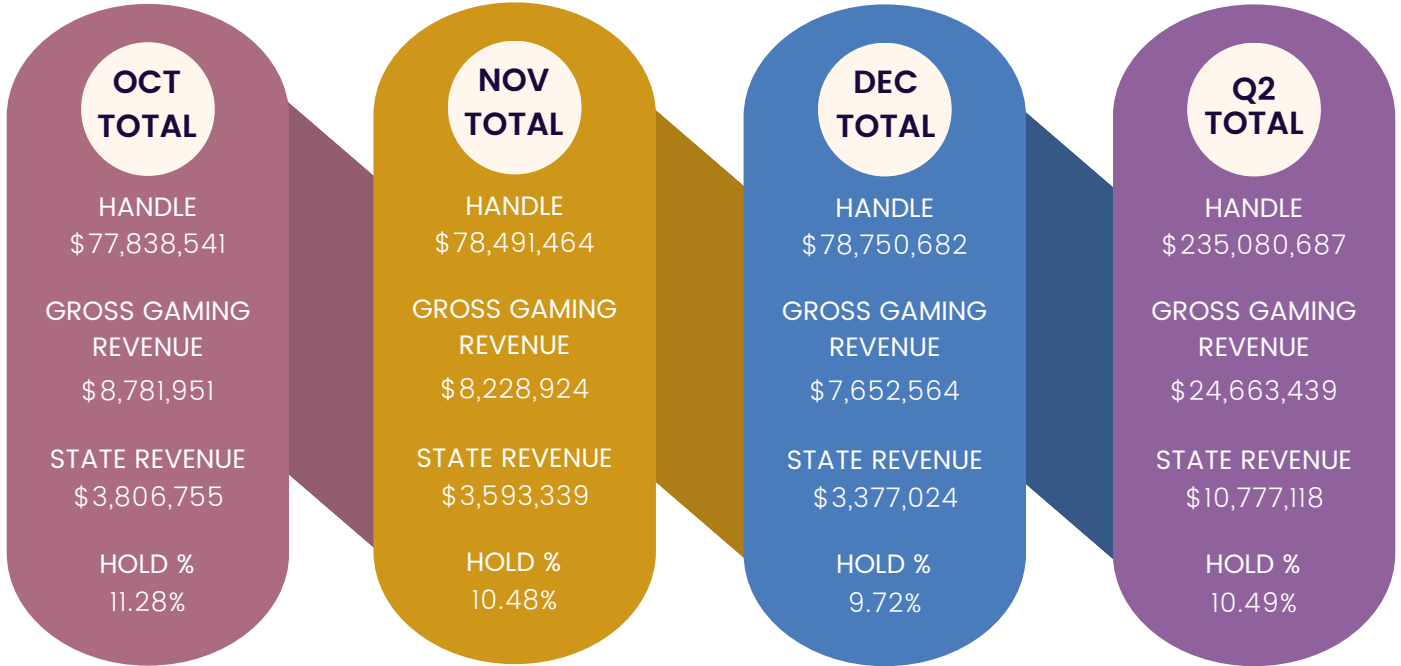 OCT
TOTAL
HANDLE
$77,838,541
GROSS GAMING
REVENUE
$8,781,951
STATE REVENUE
$3,806,755
HOLD %
11.28%
NOV
TOTAL
HANDLE
$78,491,464
GROSS GAMING
REVENUE
$8,228,924
STATE REVENUE
$3,593,339
HOLD %
10.48%
DEC
TOTAL
HANDLE
$78,750,682
GROSS GAMING
REVENUE
$7,652,564
STATE REVENUE
$3,377,024
HOLD %
9.72%
Q2
TOTAL
HANDLE
$235,080,687
GROSS GAMING
REVENUE
$24,663,439
STATE REVENUE
$10,777,118
HOLD %
10.49%